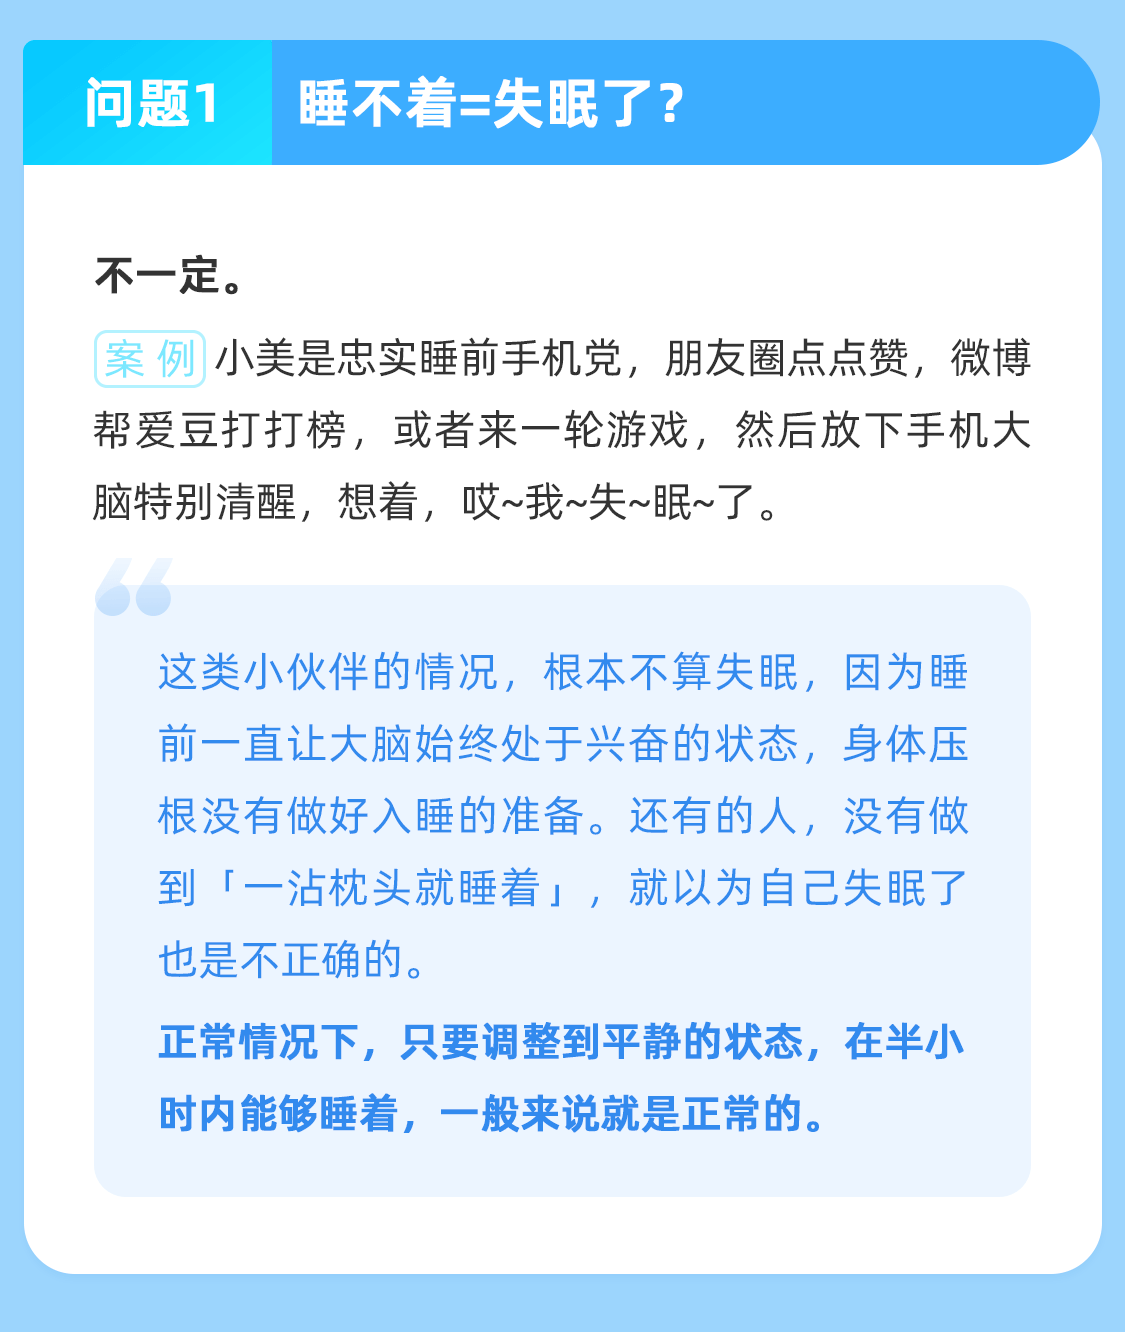 问题1 睡不着=失眠了？
不一定。
案例 小美是忠实睡前手机党，朋友圈点点赞，微博
帮爱豆打打榜，或者来一轮游戏，然后放下手机大
脑特别清醒，想着，哎~我~失~眠~了。
这类小伙伴的情况，根本不算失眠，因为睡
前一直让大脑始终处于兴奋的状态，身体压
根没有做好入睡的准备。还有的人，没有做
到「一沾枕头就睡着」，就以为自己失眠了
也是不正确的。
正常情况下，只要调整到平静的状态，在半小
时内能够睡着，一般来说就是正常的。